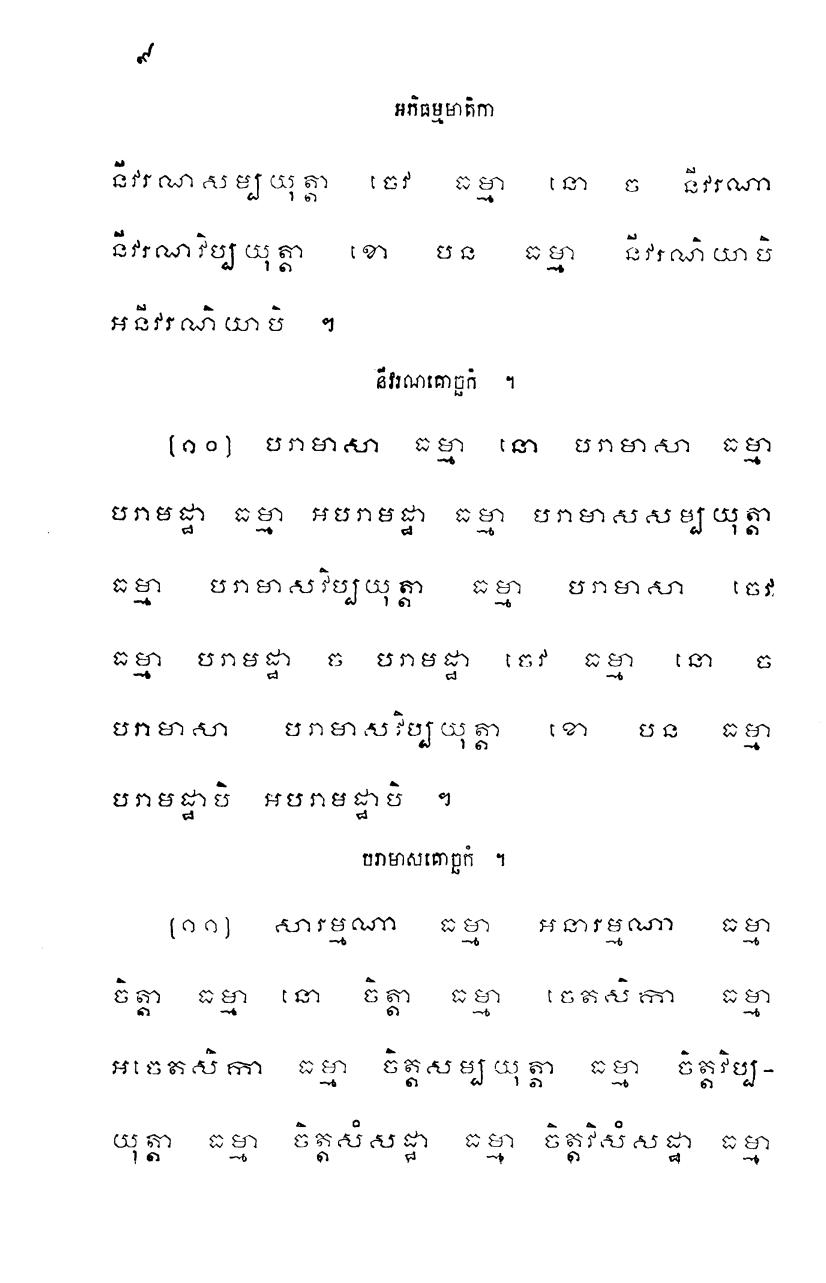 ៩
អភិធម្មមាតិកា
នីវរណសម្បយុត្តា ចេវ ធម្មា នោ ច នីវរណា
នីវរណវិប្បយុត្តា ខោ បន ធម្មា នីវរណិយាបិ
អនីវរណិយាបិ ។
នីវរណគោច្ឆកំ ។
(១០) បរាមាសា ធម្មា នោ បរាមាសា ធម្មា
បរាមដ្ឋា ធម្មា អបរាមដ្ឋា ធម្មា បរាមាសសម្បយុត្តា
ធម្មា បរាមាសវិប្បយុត្តា ធម្មា បរាមាសា ចេវ
ធម្មា បរាមដ្ឋា ច បរាមដ្ឋា ចេវ ធម្មា នោ ច
បរាមាសា បរាមាសវិប្បយុត្តា ខោ បន ធម្មា
បរាមដ្ឋាបិ អបរាមដ្ឋាបិ ។
បរាមាសគោច្ឆកំ ។
(១១) សារម្មណា ធម្មា អនារម្មណា ធម្មា
ចិត្តា ធម្មា នោ ចិត្តា ធម្មា ចេតសិកា ធម្មា
អចេតសិកា ធម្មា ចិត្តសម្បយុត្តា ធម្មា ចិត្តវិប្ប-
យុត្តា ធម្មា ចិត្តសំសដ្ឋា ធម្មា ចិត្តវិសំសដ្ឋា ធម្មា